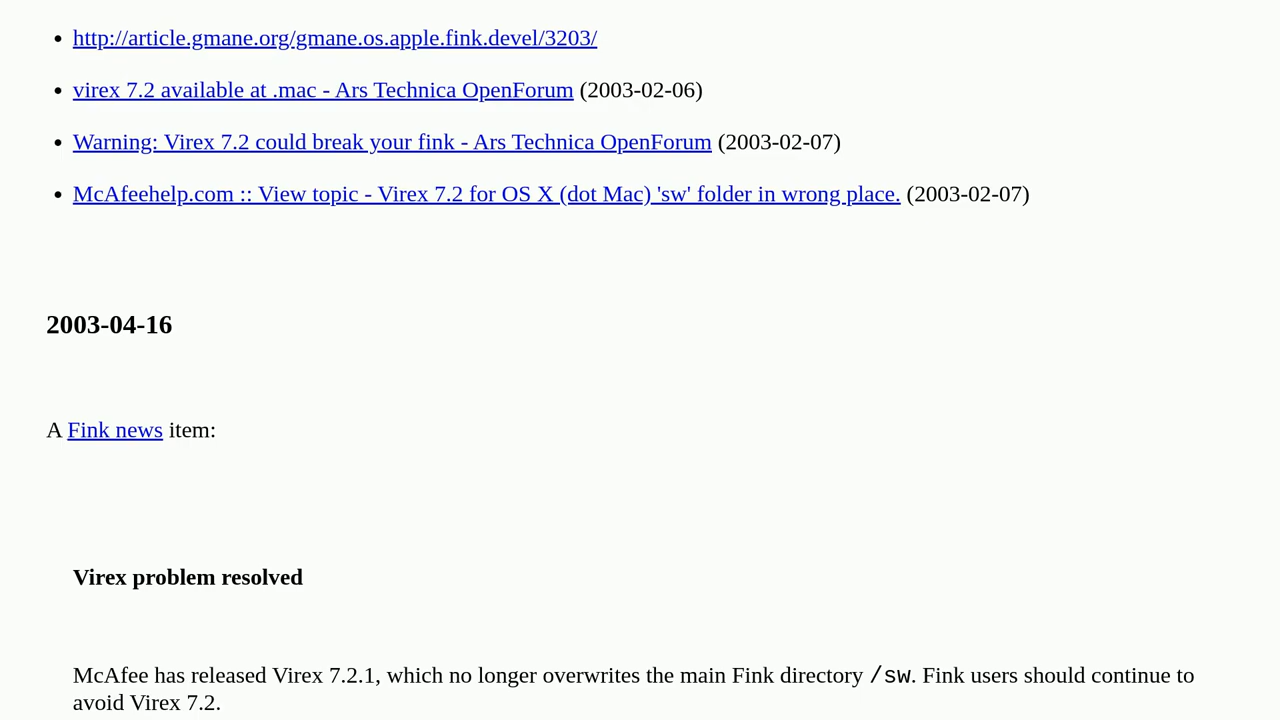 http://article.gmane.org/gmane.os.apple.fink.devel/3203/
virex 7.2 available at .mac - Ars Technica OpenForum (2003-02-06)
Warning: Virex 7.2 could break your fink - Ars Technica OpenForum (2003-02-07)
McAfeehelp.com :: View topic - Virex 7.2 for OS X (dot Mac) 'sw' folder in wrong place. (2003-02-07)
2003-04-16
A Fink news item:
Virex problem resolved
McAfee has released Virex 7.2.1, which no longer overwrites the main Fink directory /sw. Fink users should continue to
avoid Virex 7.2.